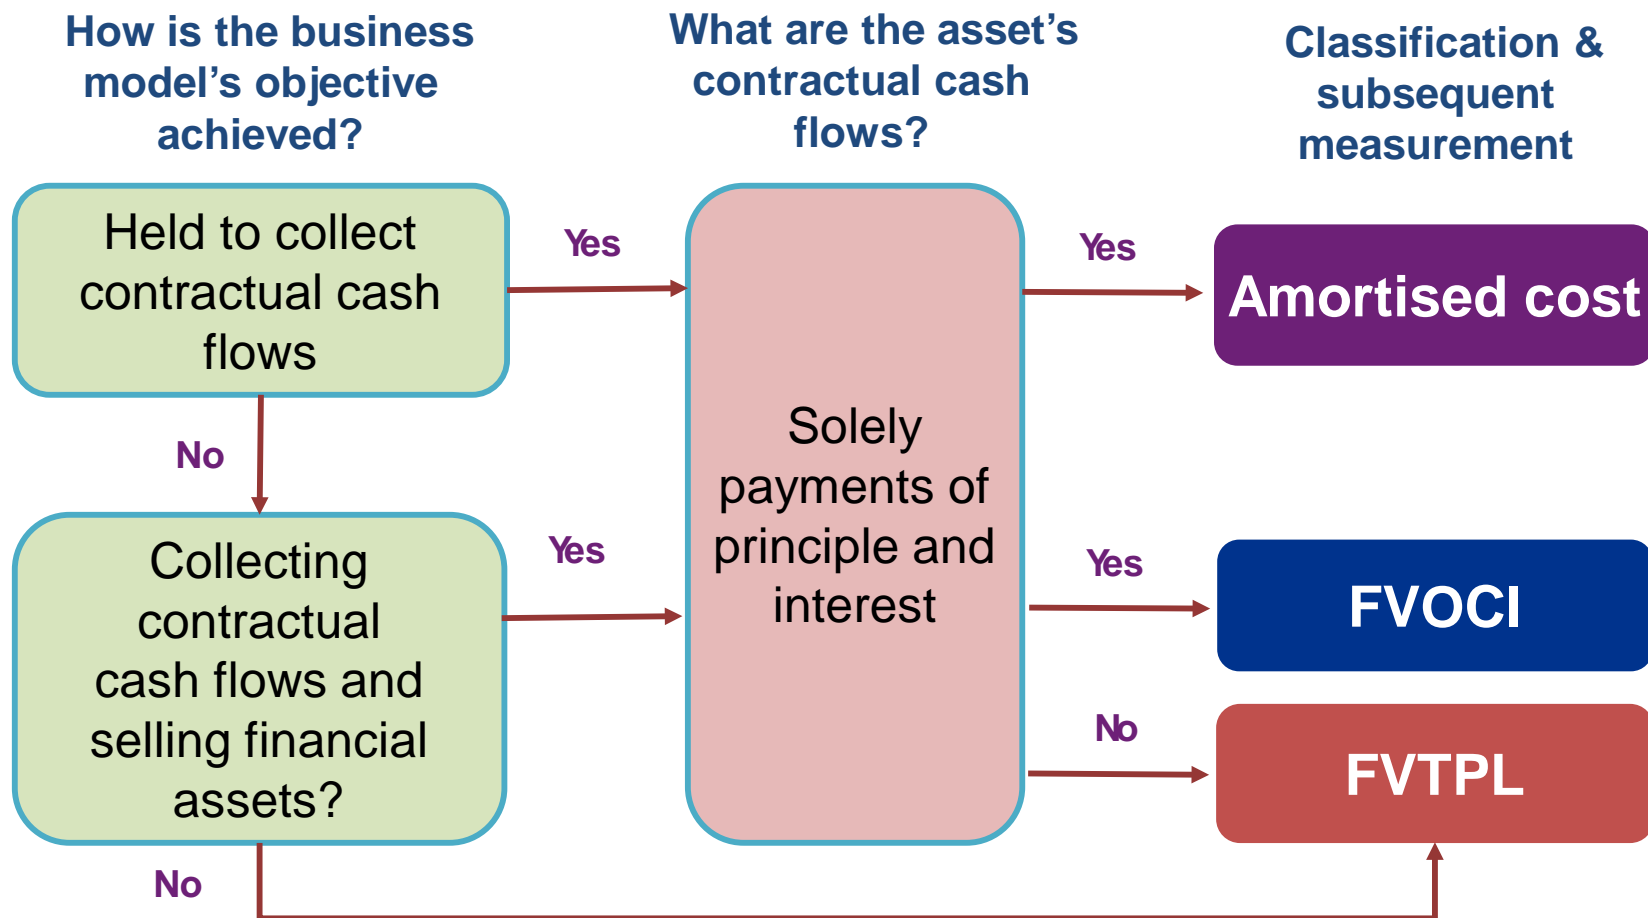 How is the business
model’s objective
achieved?
What are the asset’s
contractual cash
flows?
Classification &
subsequent
measurement
Held to collect
contractual cash
flows
Yes
Yes
Amortised cost
No
Solely
payments of
principle and
interest
Collecting
contractual
cash flows and
selling financial
assets?
Yes
Yes
FVOCI
No
FVTPL
No